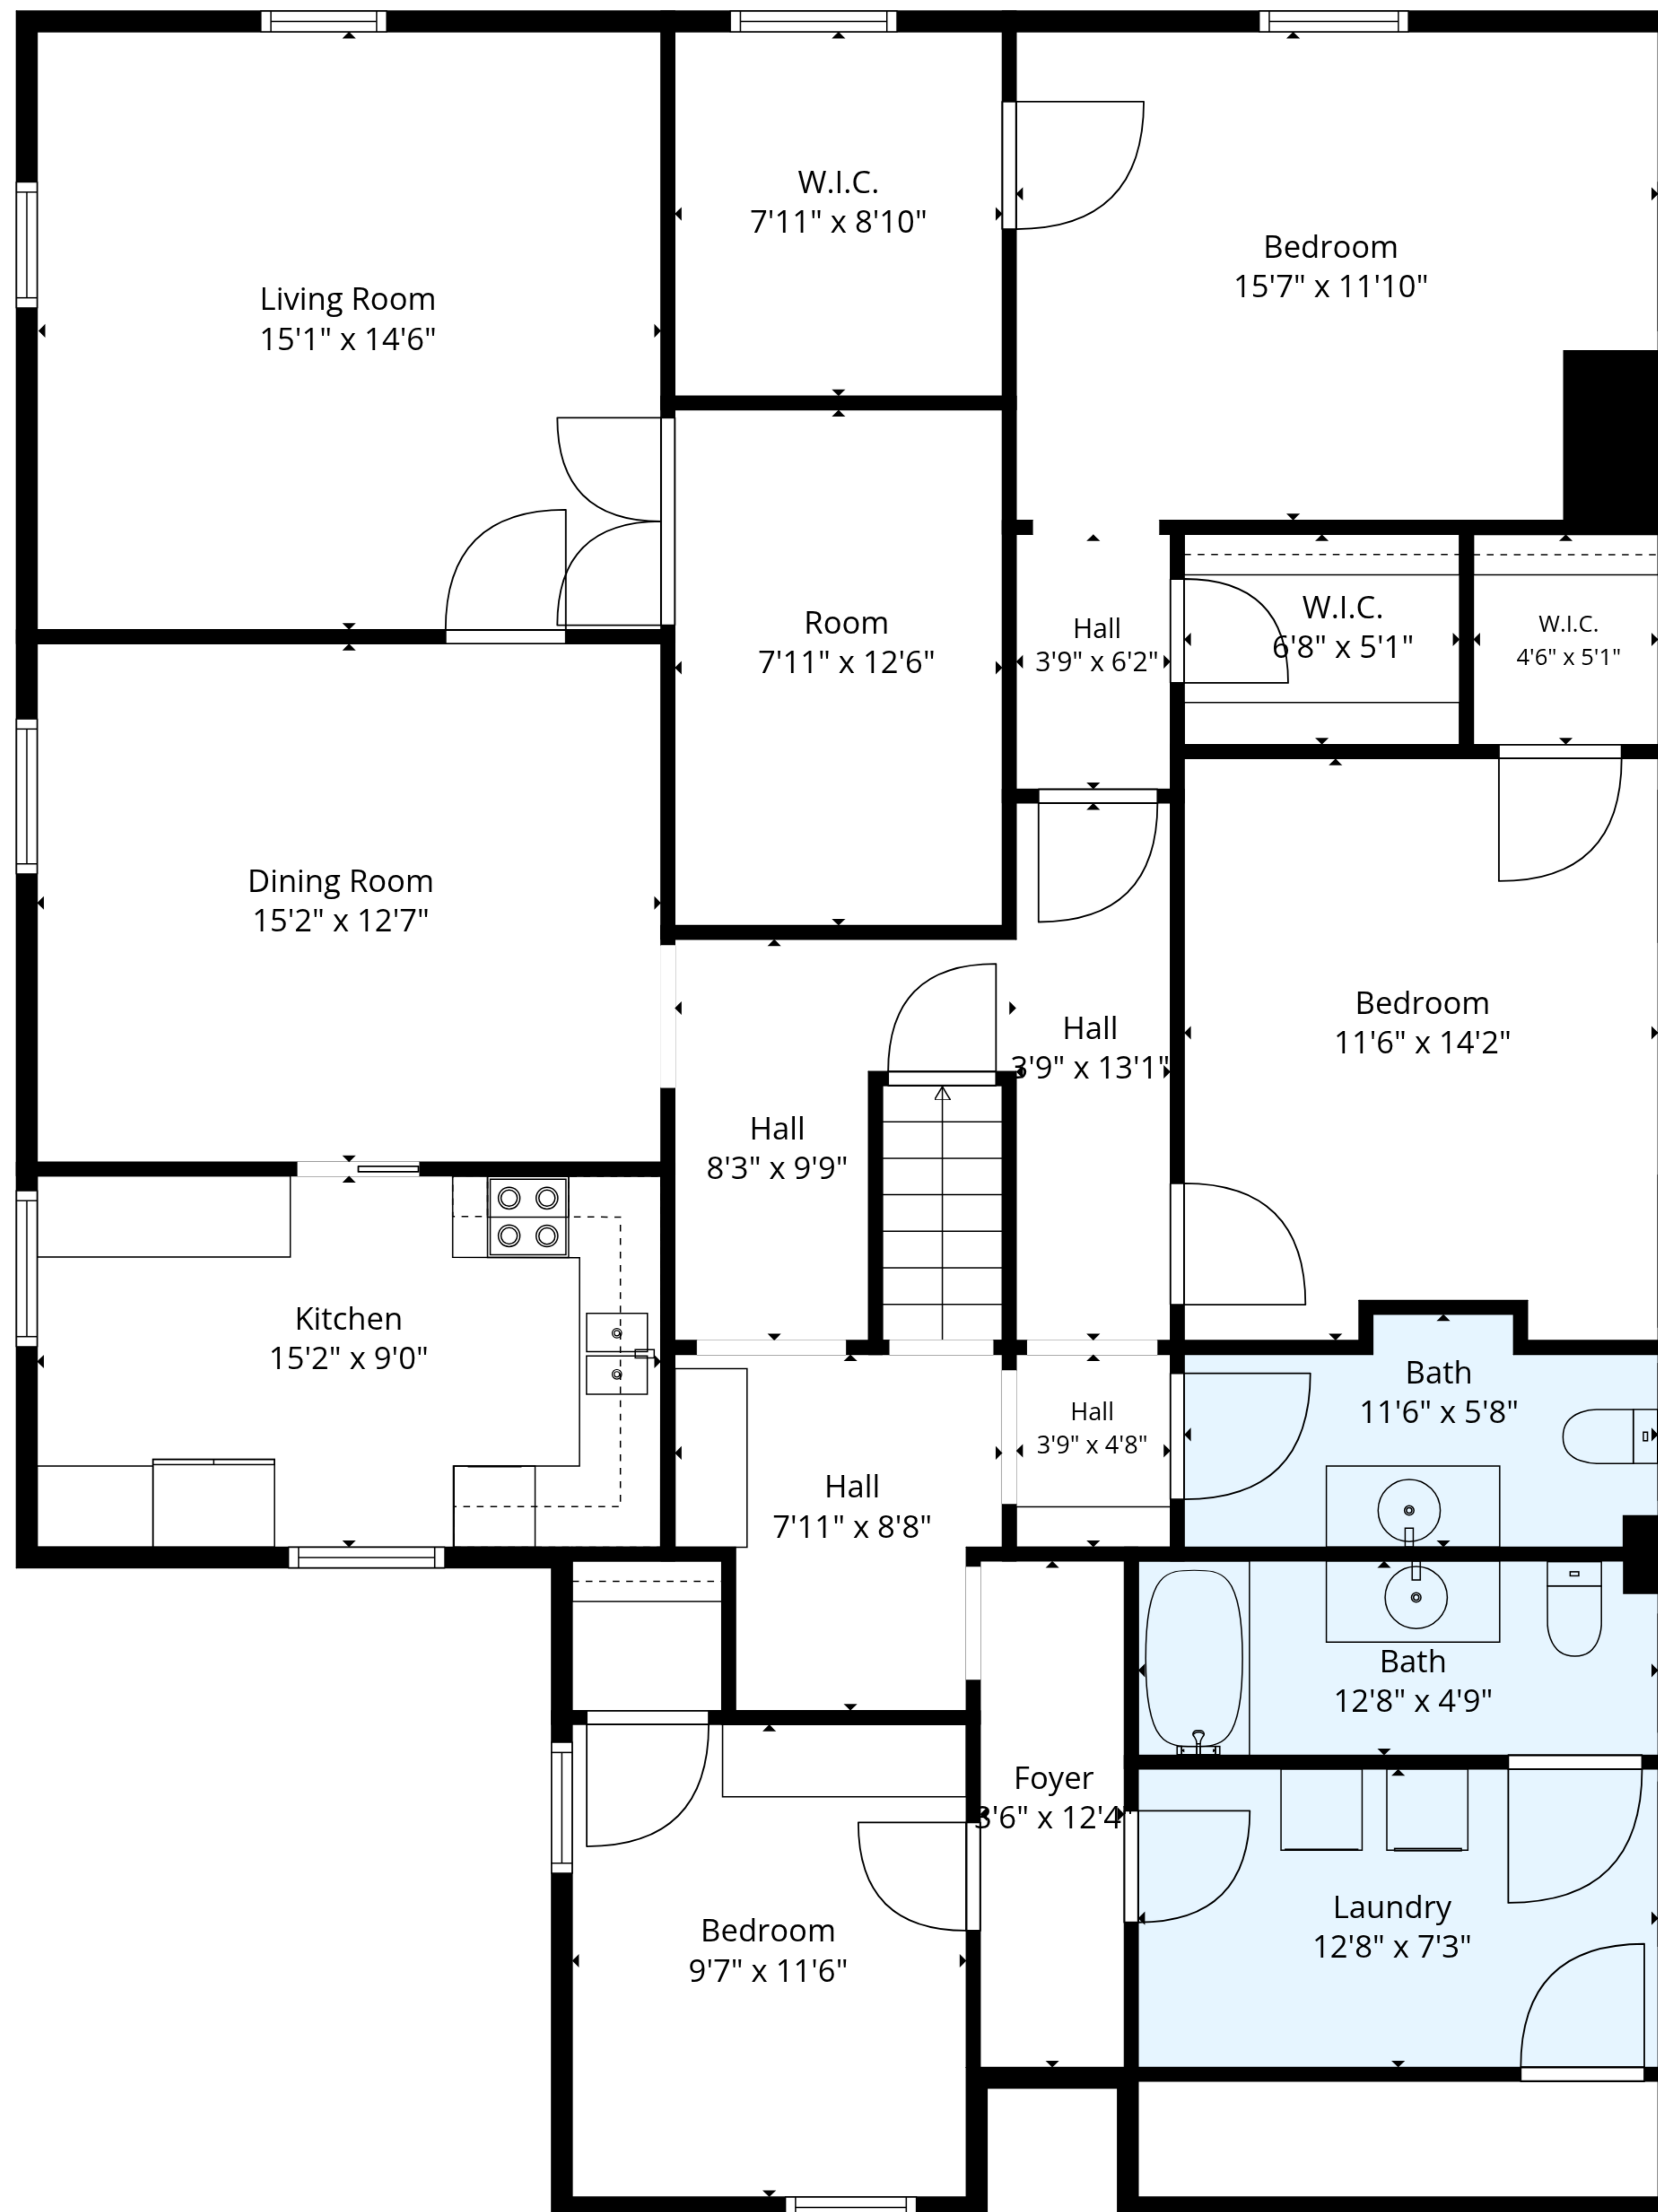 W.I.C.
7'11" x 8'10"
Bedroom
15'7" x 11'10"
Living Room
15'1" x 14'6"
Room
7'11" x 12'6"
Hall
3'9" x 6'2"
W.I.C.
6'8" x 5'1"
W.I.C.
4'6" x 5'1"
Dining Room
15'2" x 12'7"
Hall
3'9" x 13'1"
Bedroom
11'6" x 14'2"
Hall
8'3" x 9'9"
Kitchen
15'2" x 9'0"
Bath
11'6" x 5'8"
Hall
3'9" x 4'8"
Hall
7'11" x 8'8"
Bath
12'8" x 4'9"
Foyer
3'6" x 12'4"
Laundry
12'8" x 7'3"
Bedroom
9'7" x 11'6"